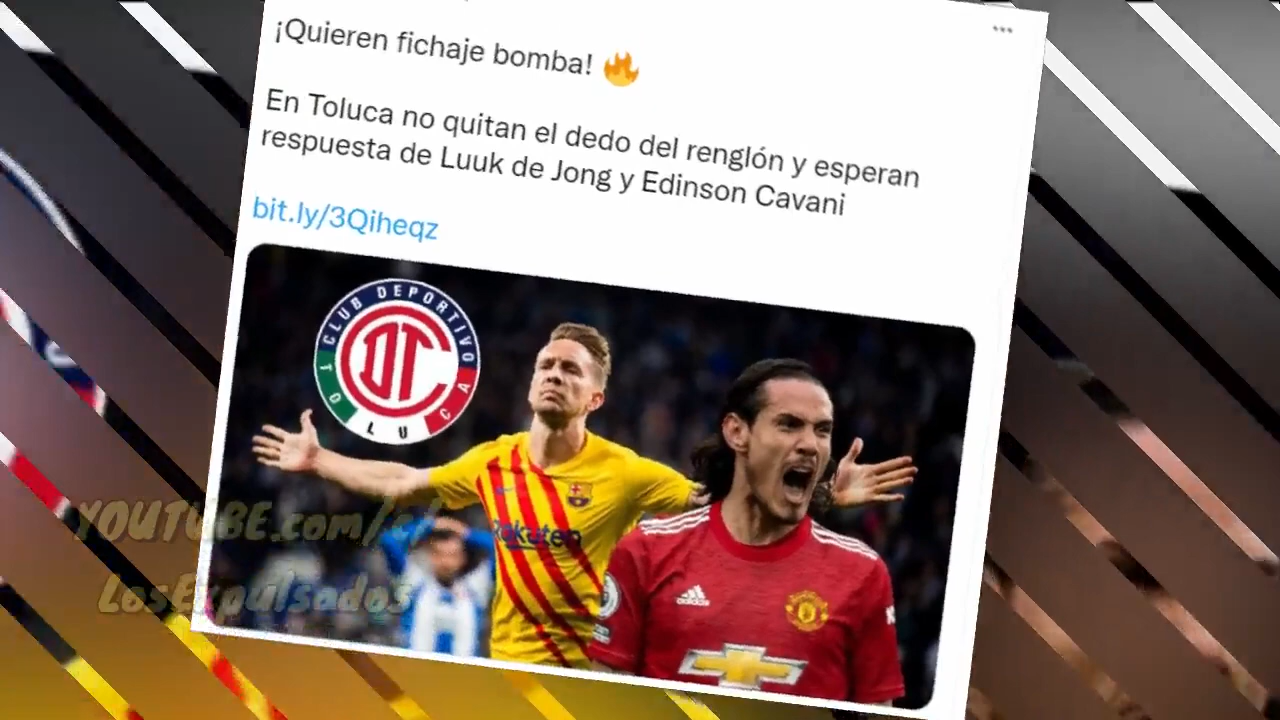 ¡Quieren fichaje bomba! 🔥
En Toluca no quitan el dedo del renglón y esperan
respuesta de Luuk de Jong y Edinson Cavani
bit.ly/3Qiheqz
CLUB DEPORTIVO
TOLUCA
Rakuten
adidas
YOUTUBE.com/c/
LosExpulsados